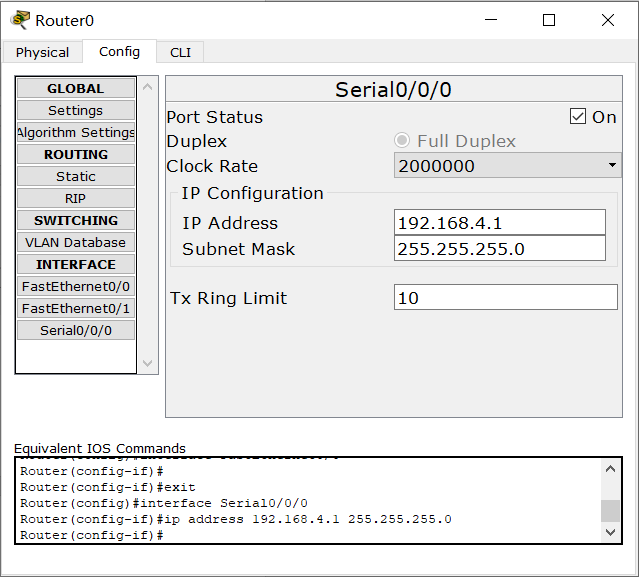 Router0
Physical Config CLI
GLOBAL
Settings
Algorithm Settings
ROUTING
Static
RIP
SWITCHING
VLAN Database
INTERFACE
FastEthernet0/0
FastEthernet0/1
Serial0/0/0
Serial0/0/0
Port Status On
Duplex Full Duplex
Clock Rate 2000000
IP Configuration
IP Address 192.168.4.1
Subnet Mask 255.255.255.0
Tx Ring Limit 10
Equivalent IOS Commands
Router(config-if)#
Router(config-if)#exit
Router(config)#interface Serial0/0/0
Router(config-if)#ip address 192.168.4.1 255.255.255.0
Router(config-if)#